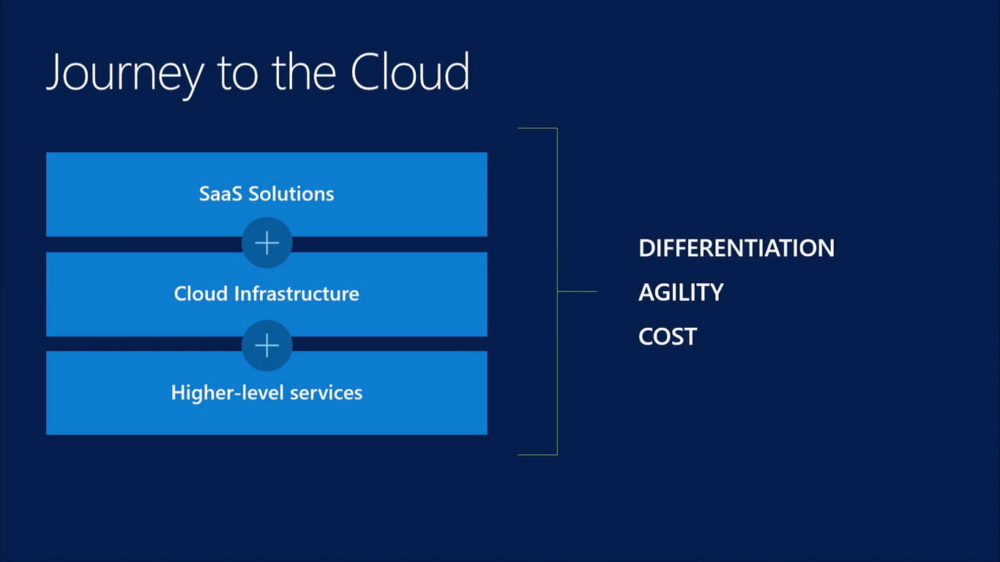 Journey to the Cloud
SaaS Solutions
Cloud Infrastructure
Higher-level services
DIFFERENTIATION
AGILITY
COST